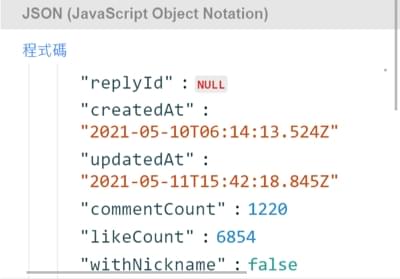 JSON (JavaScript Object Notation)
程式碼
"replyId" : NULL
"createdAt" :
"2021-05-10T06:14:13.524Z"
"updatedAt" :
"2021-05-11T15:42:18.845Z"
"commentCount" : 1220
"likeCount" : 6854
"withNickname" : false